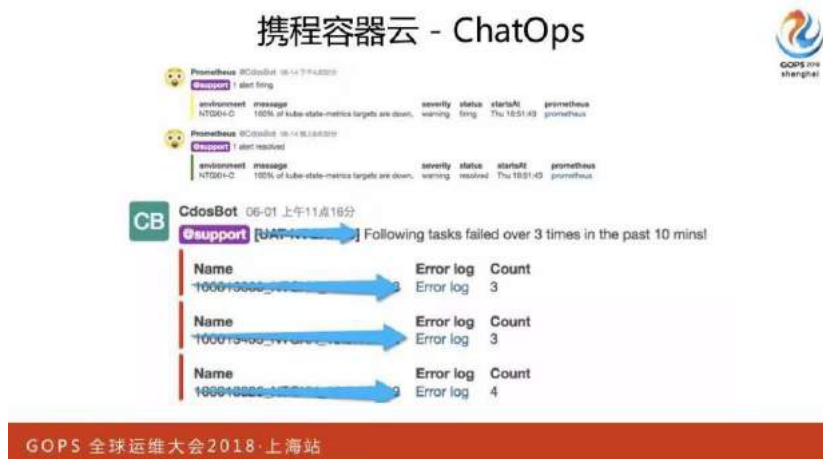 携程容器云 - ChatOps
GOPS 2018
shanghai
Prometheus @CdosBot
@support 1 alert firing
environment message severity status startsAt prometheus
100% of kube-state-metrics targets are down. warning firing Thu 16:51:43 prometheus
Prometheus @CdosBot
@support 1 alert resolved
environment message severity status startsAt prometheus
100% of kube-state-metrics targets are down. warning resolved Thu 16:51:43 prometheus
CB
CdosBot 06-01 上午11点16分
@support Following tasks failed over 3 times in the past 10 mins!
Name Error log Count
Error log 3
Name Error log Count
Error log 3
Name Error log Count
Error log 4
GOPS 全球运维大会2018·上海站